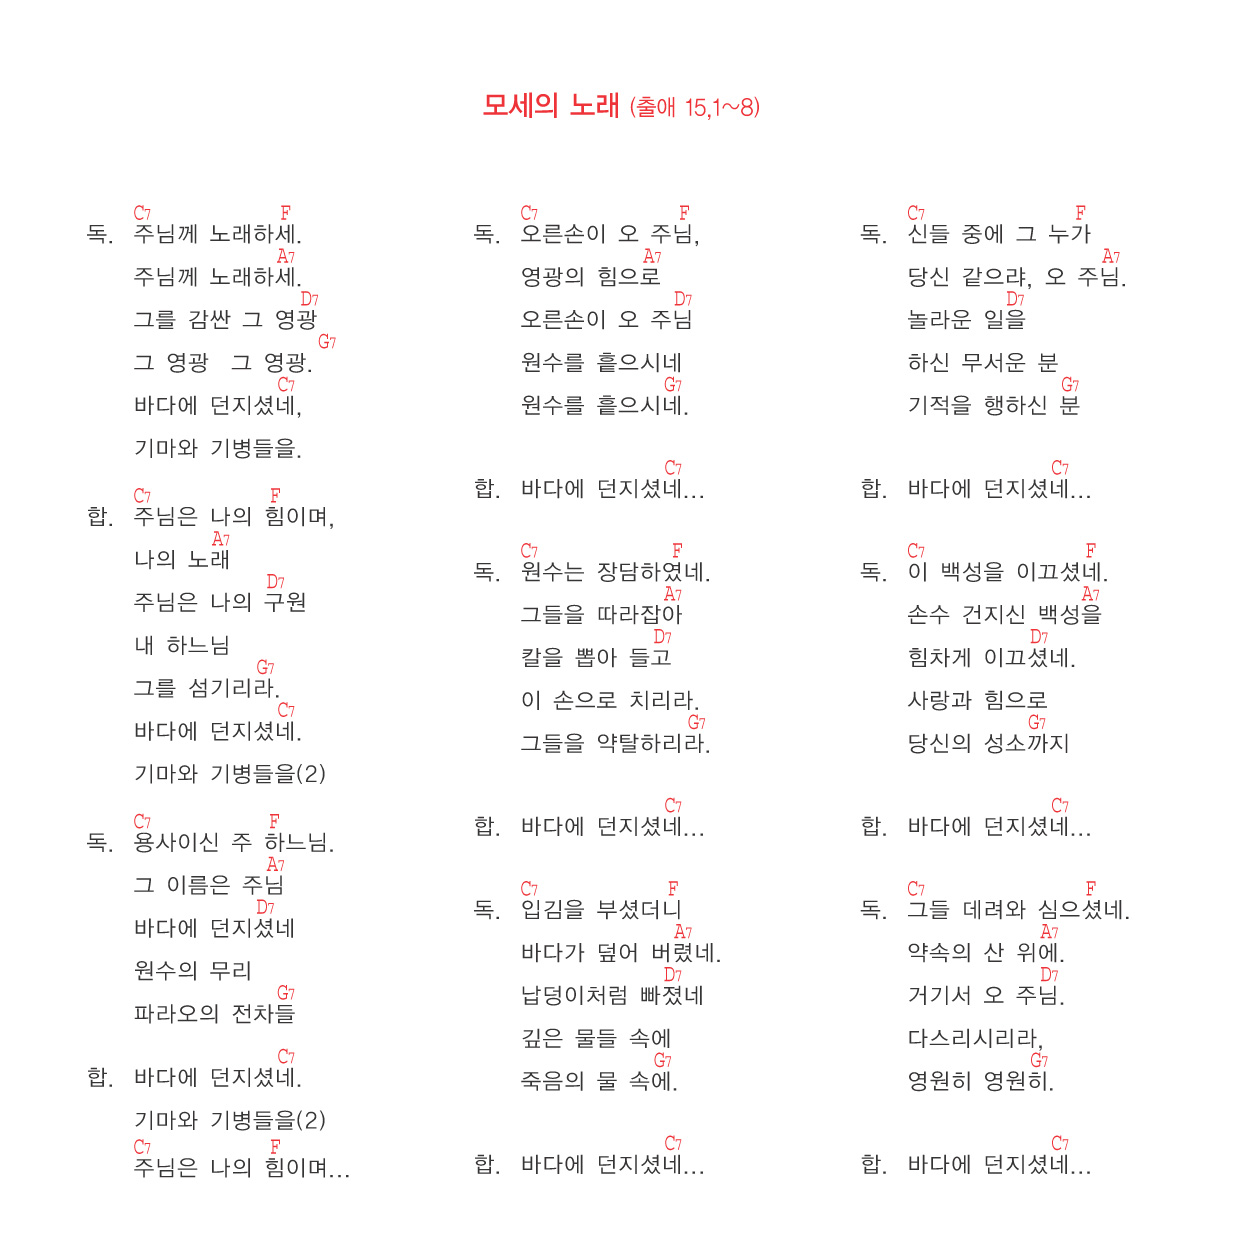 모세의 노래 (출애 15,1~8)
C7 F
독. 주님께 노래하세.
A7
주님께 노래하세.
D7
그를 감싼 그 영광
G7
그 영광 그 영광.
C7
바다에 던지셨네,
기마와 기병들을.
C7 F
합. 주님은 나의 힘이며,
A7
나의 노래
D7
주님은 나의 구원
내 하느님
G7
그를 섬기리라.
C7
바다에 던지셨네.
기마와 기병들을(2)
C7 F
독. 용사이신 주 하느님.
A7
그 이름은 주님
D7
바다에 던지셨네
원수의 무리
G7
파라오의 전차들
C7
합. 바다에 던지셨네.
기마와 기병들을(2)
C7 F
주님은 나의 힘이며...
C7 F
독. 오른손이 오 주님,
A7
영광의 힘으로
D7
오른손이 오 주님
원수를 흩으시네
G7
원수를 흩으시네.
C7
합. 바다에 던지셨네...
C7 F
독. 원수는 장담하였네.
A7
그들을 따라잡아
D7
칼을 뽑아 들고
이 손으로 치리라.
G7
그들을 약탈하리라.
C7
합. 바다에 던지셨네...
C7 F
독. 입김을 부셨더니
A7
바다가 덮어 버렸네.
D7
납덩이처럼 빠졌네
깊은 물들 속에
G7
죽음의 물 속에.
C7
합. 바다에 던지셨네...
C7 F
독. 신들 중에 그 누가
A7
당신 같으랴, 오 주님.
D7
놀라운 일을
하신 무서운 분
G7
기적을 행하신 분
C7
합. 바다에 던지셨네...
C7 F
독. 이 백성을 이끄셨네.
A7
손수 건지신 백성을
D7
힘차게 이끄셨네.
사랑과 힘으로
G7
당신의 성소까지
C7
합. 바다에 던지셨네...
C7 F
독. 그들 데려와 심으셨네.
A7
약속의 산 위에.
D7
거기서 오 주님.
다스리시리라,
G7
영원히 영원히.
C7
합. 바다에 던지셨네...